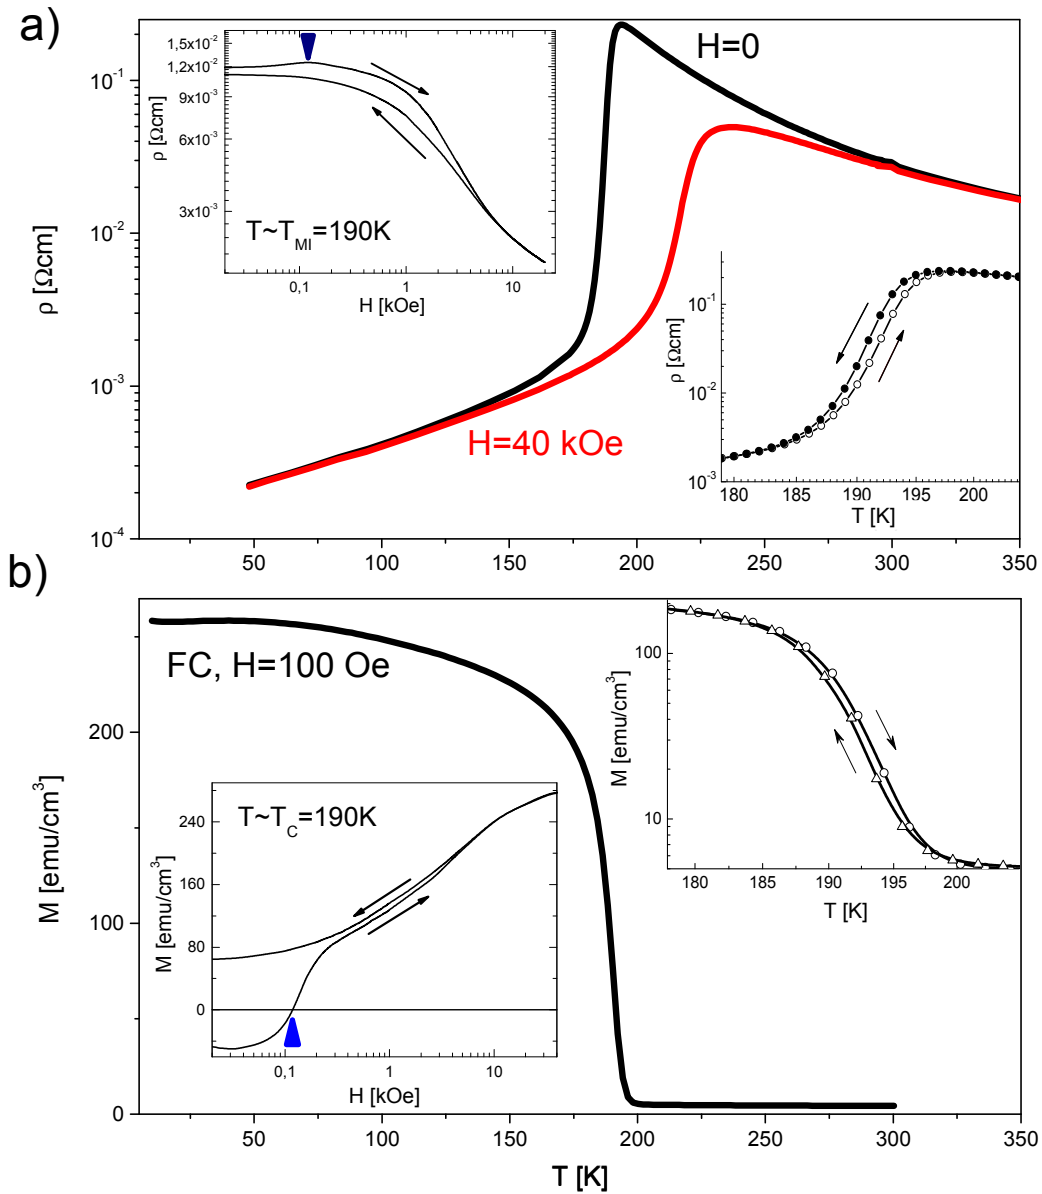 a)
H=0
H=40 kOe
ρ [Ωcm]
10⁻¹
10⁻²
10⁻³
10⁻⁴
50 100 150 200 250 300 350
1,5x10⁻²
1,2x10⁻²
9x10⁻³
6x10⁻³
3x10⁻³
ρ [Ωcm]
T~T_MI=190K
0,1 1 10
H [kOe]
10⁻¹
10⁻²
10⁻³
ρ [Ωcm]
180 185 190 195 200
T [K]
b)
FC, H=100 Oe
M [emu/cm³]
200
100
0
50 100 150 200 250 300 350
T [K]
T~T_C=190K
240
160
80
0
M [emu/cm³]
0,1 1 10
H [kOe]
100
10
M [emu/cm³]
180 185 190 195 200
T [K]